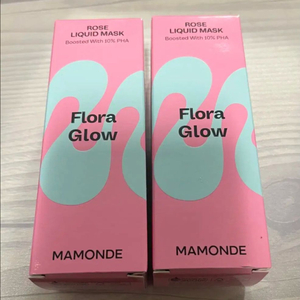 ROSE
LIQUID MASK
Boosted With 10% PHA
Flora
Glow
MAMONDE
ROSE
LIQUID MASK
Boosted With 10% PHA
Flora
Glow
MAMONDE